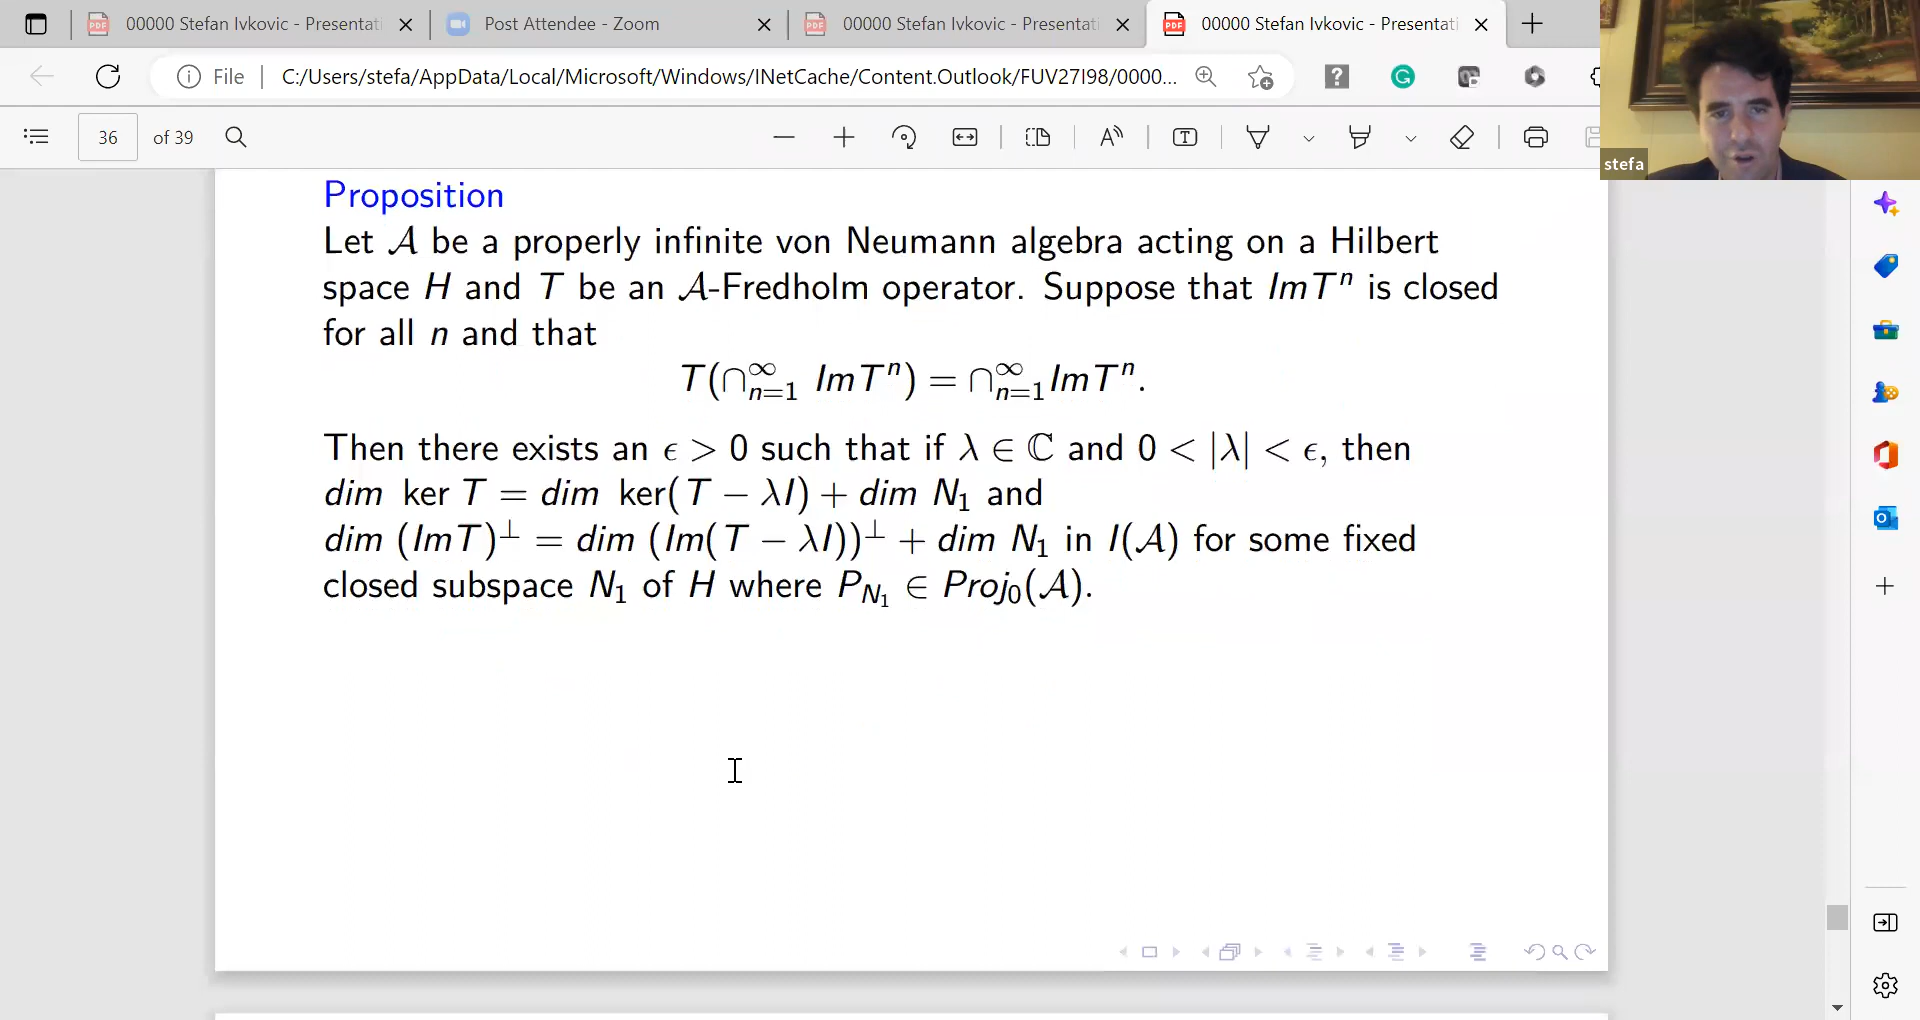 00000 Stefan Ivkovic - Presentati
Post Attendee - Zoom
00000 Stefan Ivkovic - Presentati
00000 Stefan Ivkovic - Presentati
File
C:/Users/stefa/AppData/Local/Microsoft/Windows/INetCache/Content.Outlook/FUV27I98/0000...
36 of 39
stefa
Proposition
Let 𝒜 be a properly infinite von Neumann algebra acting on a Hilbert
space H and T be an 𝒜-Fredholm operator. Suppose that ImTⁿ is closed
for all n and that
T(∩_{n=1}^∞ ImTⁿ) = ∩_{n=1}^∞ ImTⁿ.
Then there exists an ϵ > 0 such that if λ ∈ ℂ and 0 < |λ| < ϵ, then
dim ker T = dim ker(T − λI) + dim N₁ and
dim (ImT)^⊥ = dim (Im(T − λI))^⊥ + dim N₁ in I(𝒜) for some fixed
closed subspace N₁ of H where P_{N₁} ∈ Proj₀(𝒜).